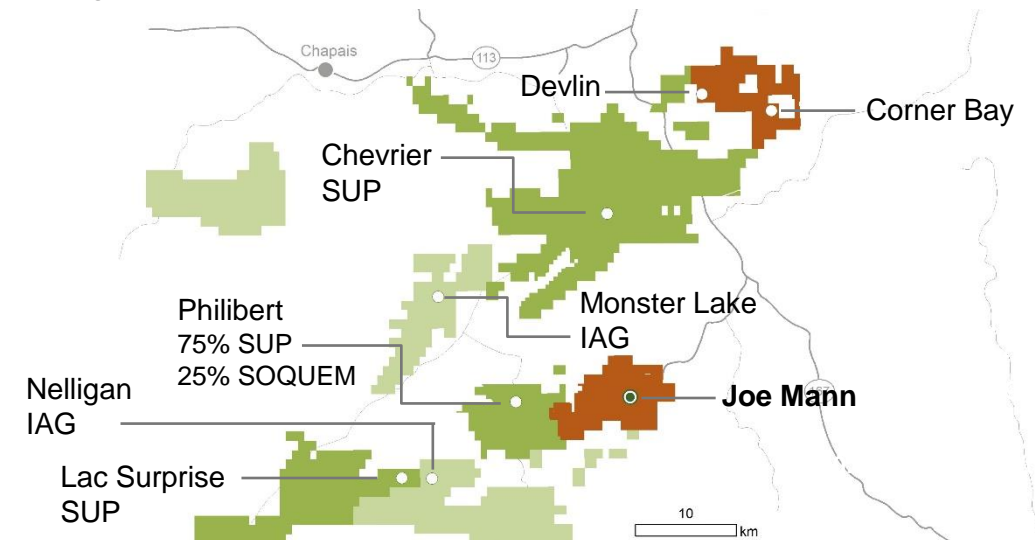 Chapais
113
Devlin
Corner Bay
Chevrier
SUP
Monster Lake
IAG
Philibert
75% SUP
25% SOQUEM
Nelligan
IAG
167
Joe Mann
Lac Surprise
SUP
10
km